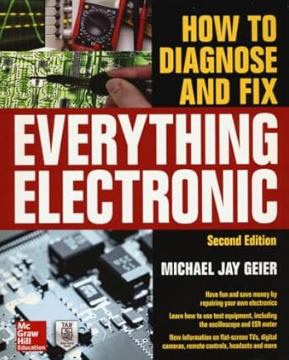 HOW TO
DIAGNOSE
AND FIX
EVERYTHING
ELECTRONIC
Second Edition
MICHAEL JAY GEIER
Have fun and save money by
repairing your own electronics
Learn how to use test equipment, including
the oscilloscope and ESR meter
New information on flat-screen TVs, digital
cameras, remote controls, headsets and more
Mc
Graw
Hill
Education
TAB